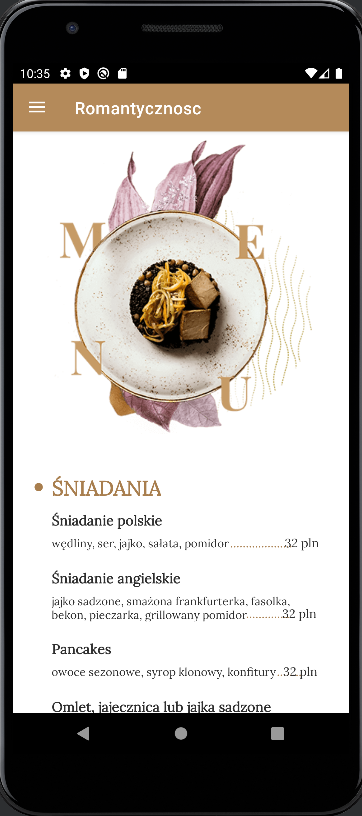 10:35
Romantycznosc
M E
N U
ŚNIADANIA
Śniadanie polskie
wędliny, ser, jajko, sałata, pomidor.................32 pln
Śniadanie angielskie
jajko sadzone, smażona frankfurterka, fasolka,
bekon, pieczarka, grillowany pomidor............32 pln
Pancakes
owoce sezonowe, syrop klonowy, konfitury..32 pln
Omlet, jajecznica lub jajka sadzone